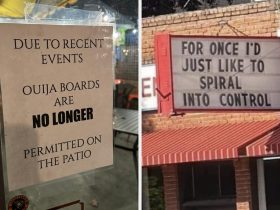 DUE TO RECENT
EVENTS
OUIJA BOARDS
ARE
NO LONGER
PERMITTED ON
THE PATIO
FOR ONCE I'D
JUST LIKE TO
SPIRAL
INTO CONTROL